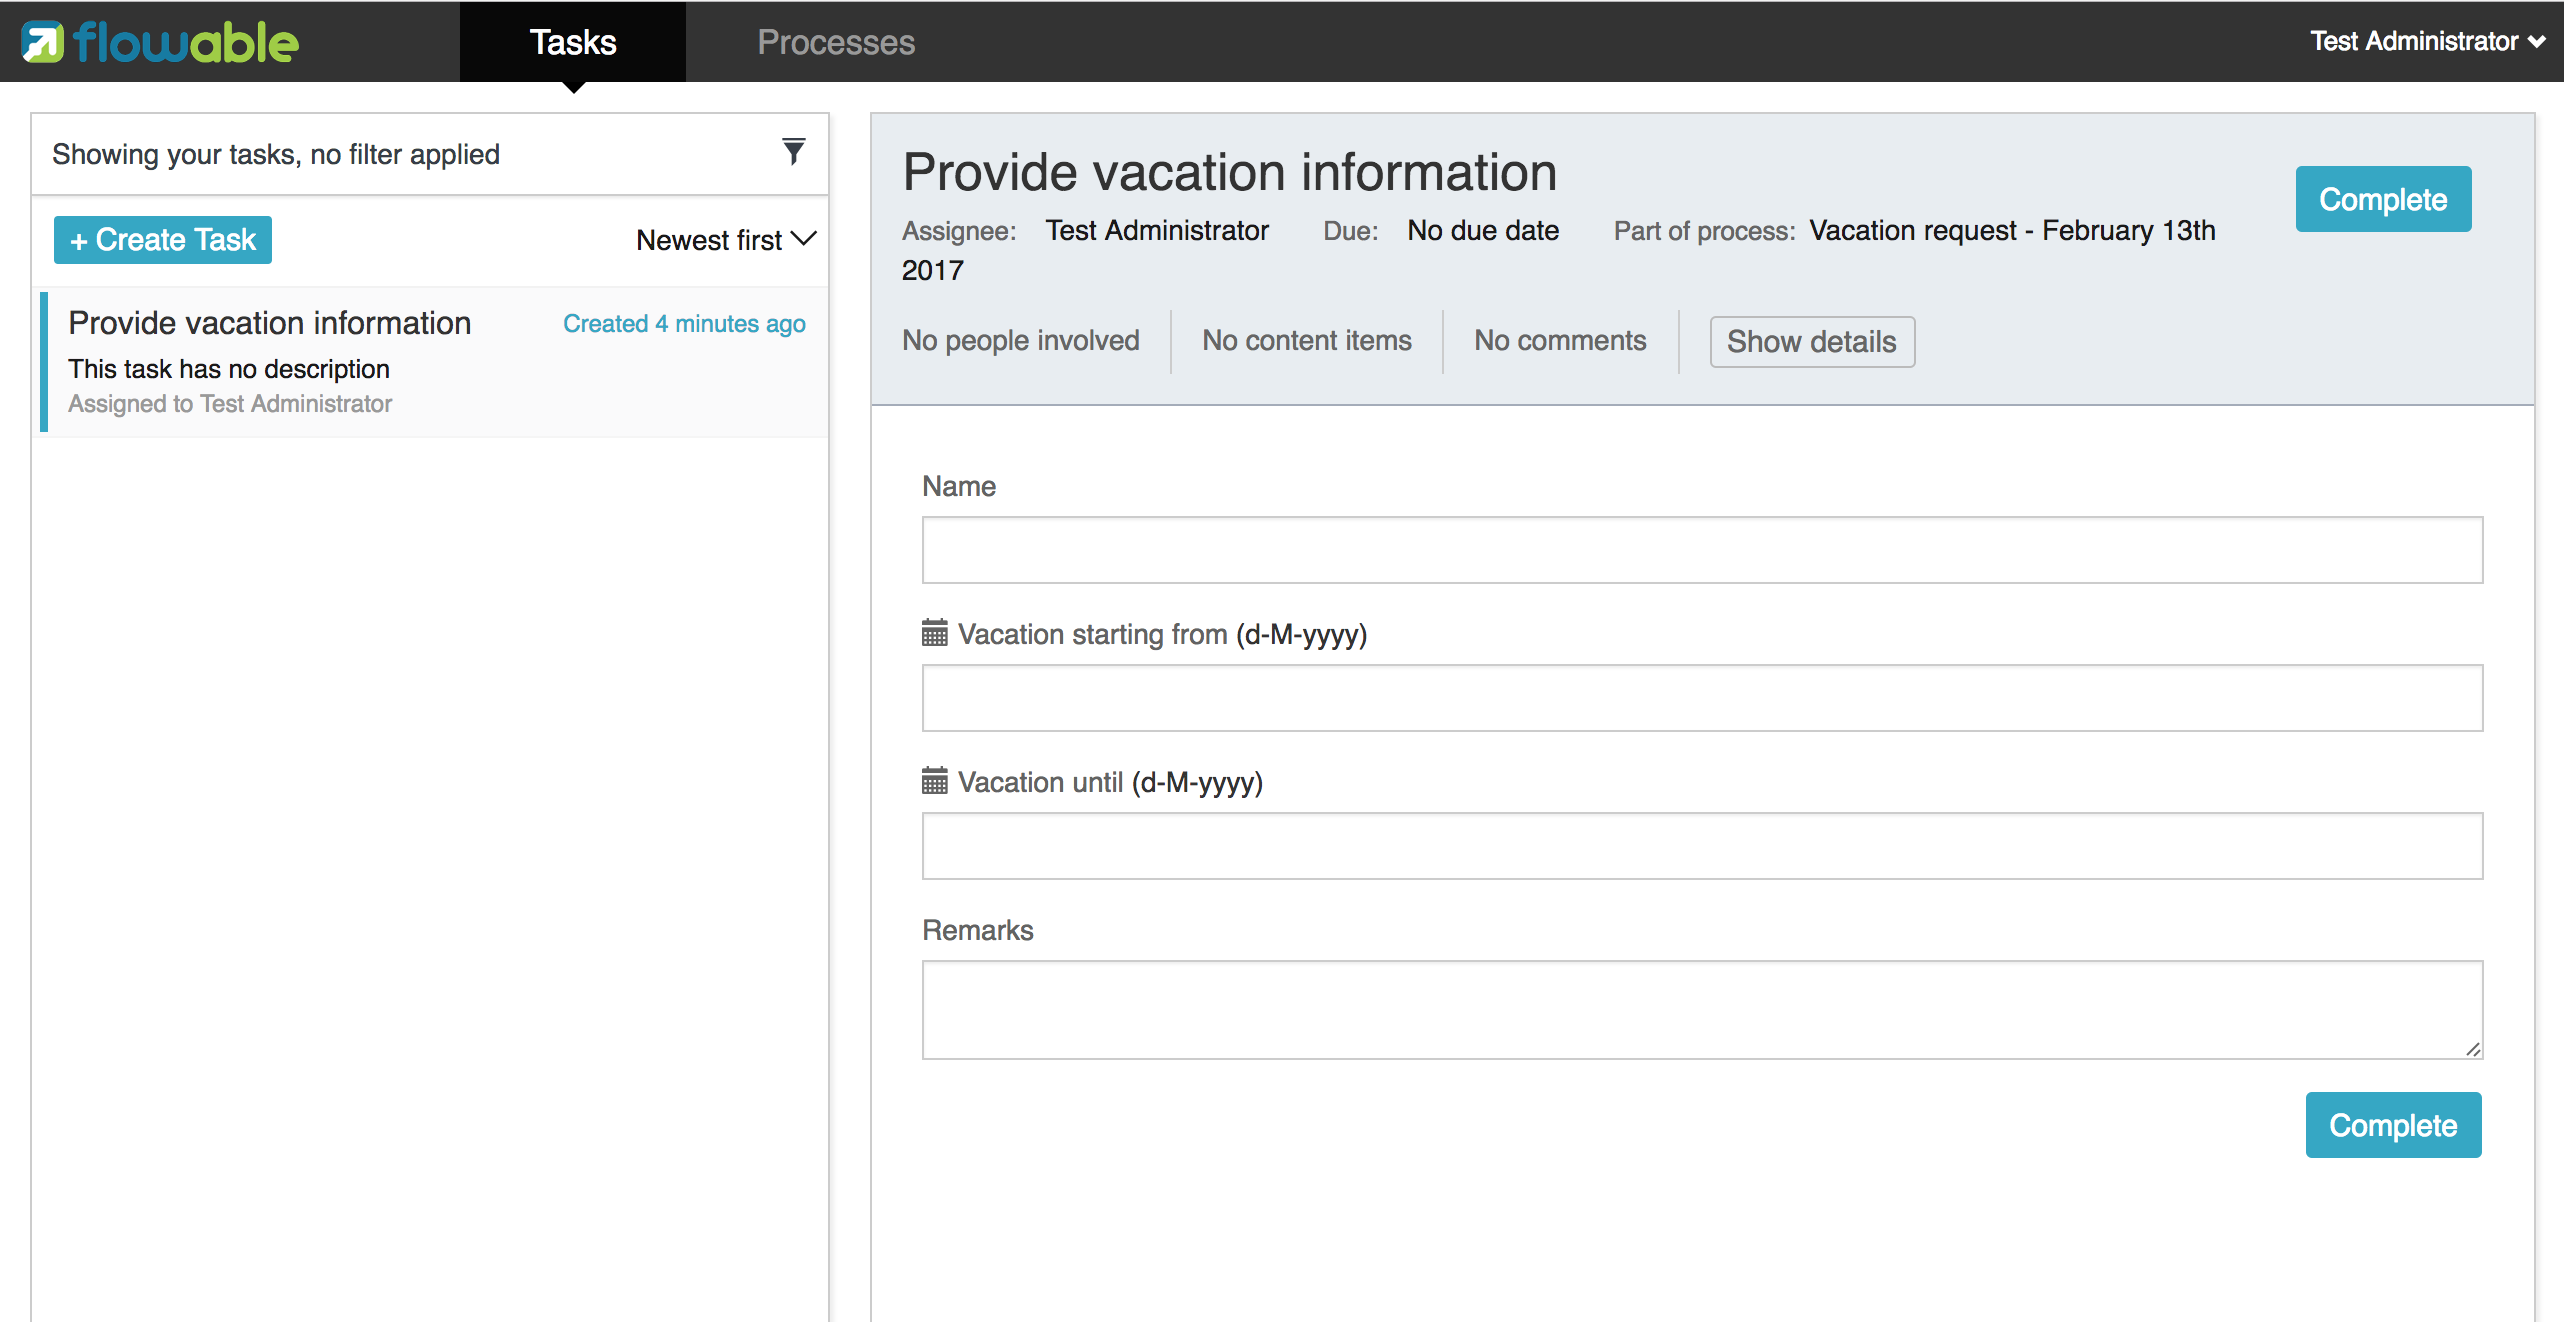 flowable
Tasks
Processes
Test Administrator
Showing your tasks, no filter applied
+ Create Task
Newest first
Provide vacation information
Created 4 minutes ago
This task has no description
Assigned to Test Administrator
Provide vacation information
Complete
Assignee: Test Administrator Due: No due date Part of process: Vacation request - February 13th
2017
No people involved
No content items
No comments
Show details
Name
Vacation starting from (d-M-yyyy)
Vacation until (d-M-yyyy)
Remarks
Complete